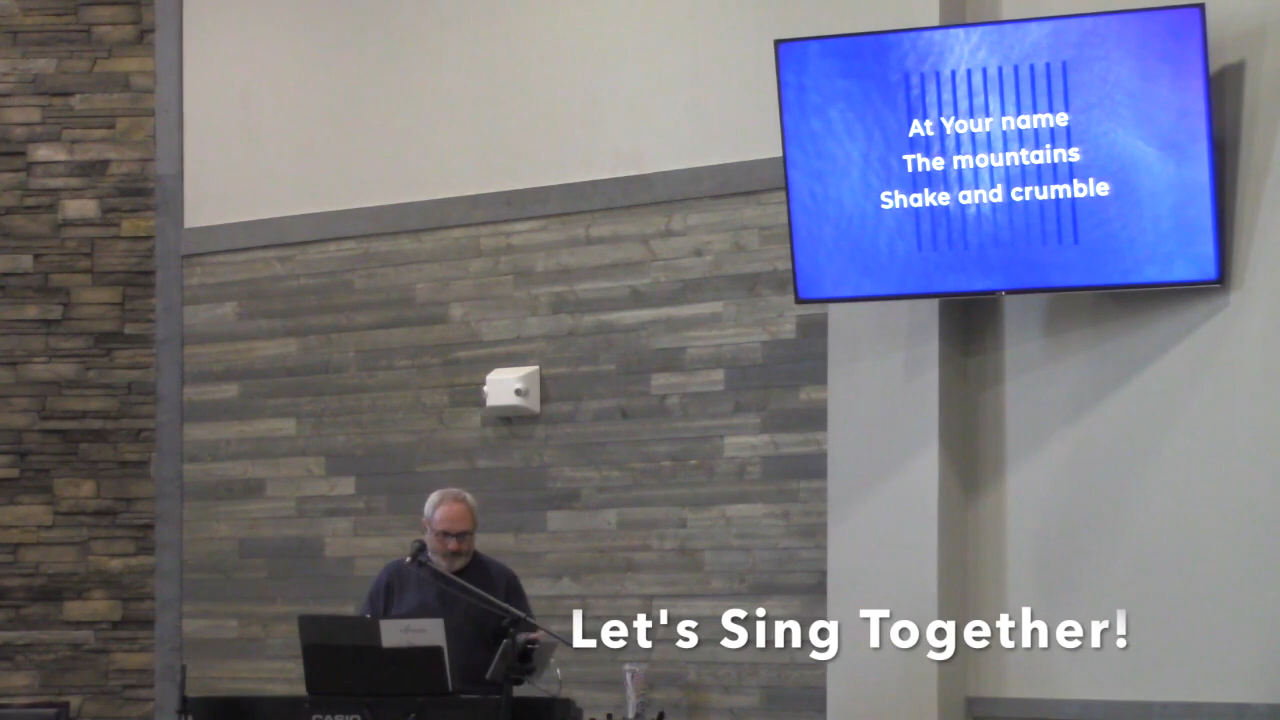 At Your name
The mountains
Shake and crumble
Let's Sing Together!
CASIO